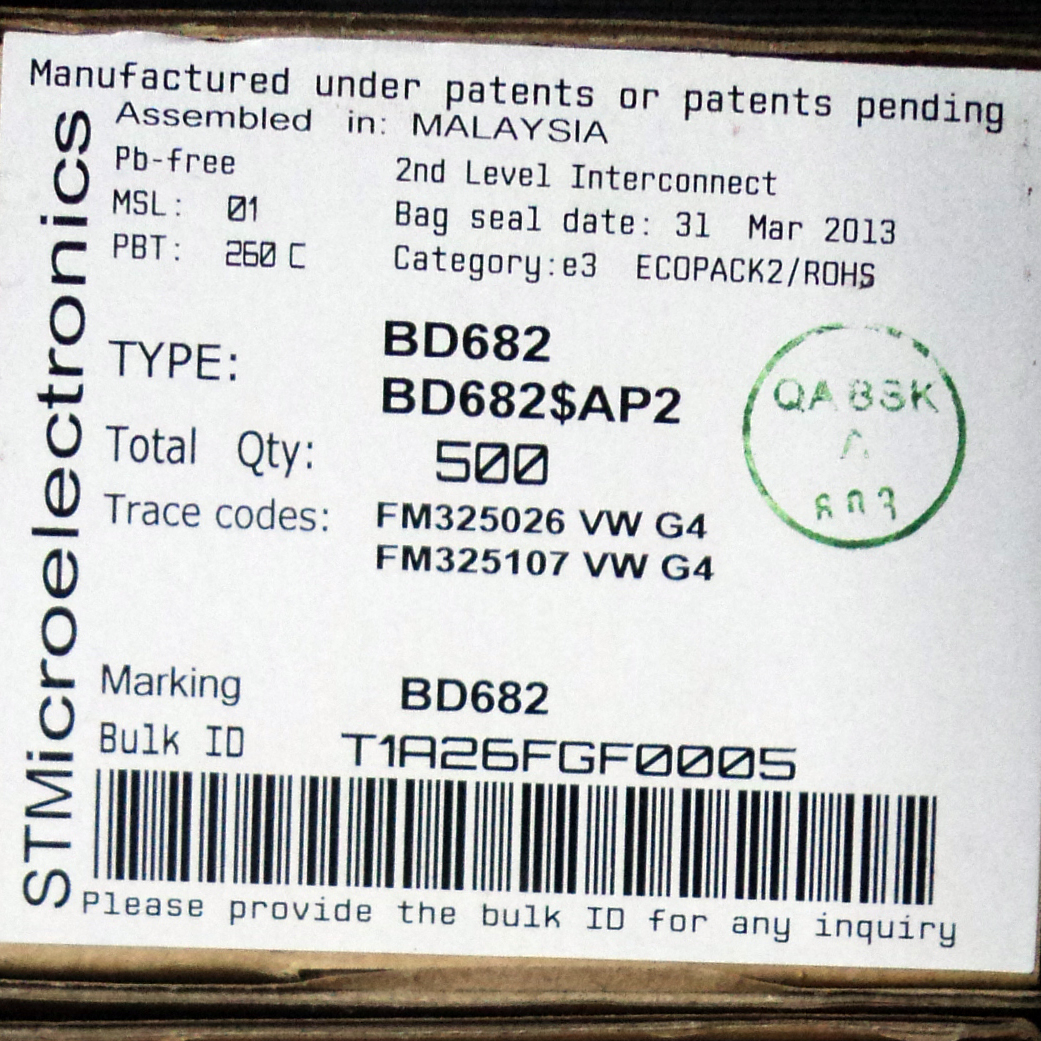 Manufactured under patents or patents pending
Assembled in: MALAYSIA
Pb-free 2nd Level Interconnect
MSL: 01 Bag seal date: 31 Mar 2013
PBT: 260 C Category:e3 ECOPACK2/ROHS
TYPE: BD682
BD682$AP2
Total Qty: 500
Trace codes: FM325026 VW G4
FM325107 VW G4
Marking BD682
Bulk ID T1A26FGF0005
Please provide the bulk ID for any inquiry
STMicroelectronics
QA